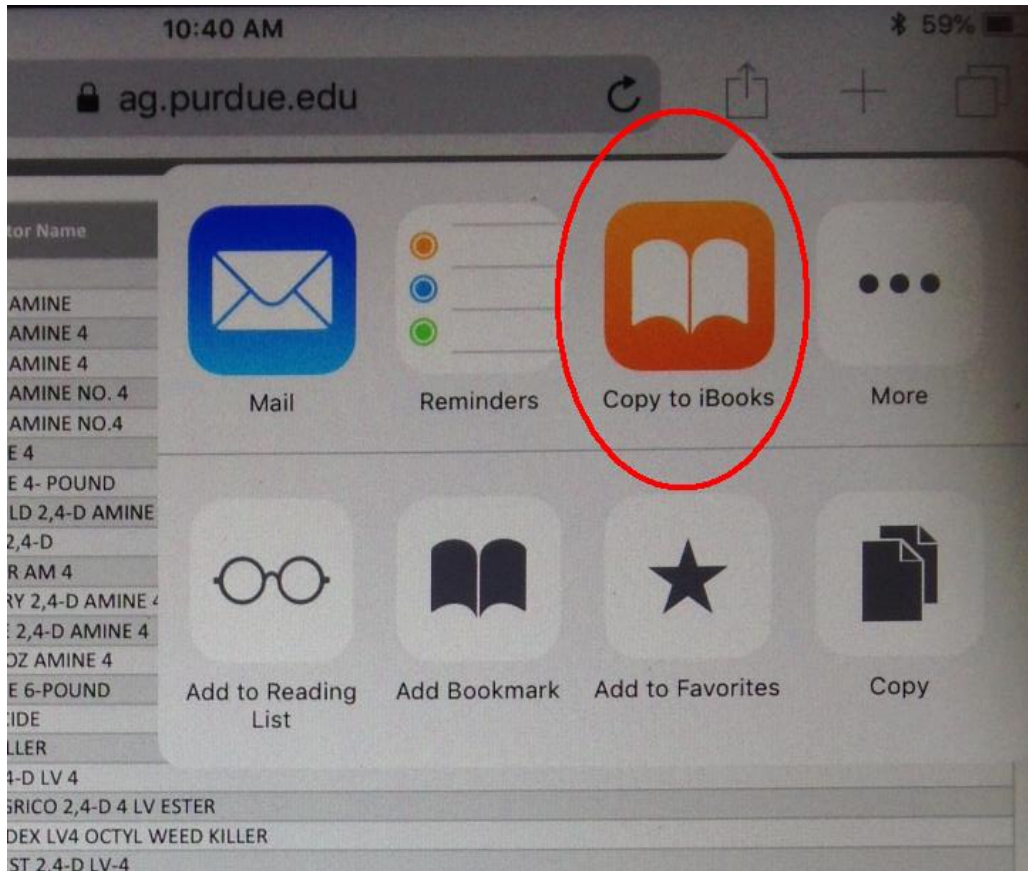 10:40 AM
59%
ag.purdue.edu
tor Name
AMINE
AMINE 4
AMINE 4
AMINE NO. 4
AMINE NO.4
E 4
E 4- POUND
LD 2,4-D AMINE
2,4-D
R AM 4
RY 2,4-D AMINE 4
E 2,4-D AMINE 4
OZ AMINE 4
E 6-POUND
CIDE
LLER
4-D LV 4
GRICO 2,4-D 4 LV ESTER
DEX LV4 OCTYL WEED KILLER
ST 2,4-D LV-4
Mail
Reminders
Copy to iBooks
More
Add to Reading
List
Add Bookmark
Add to Favorites
Copy